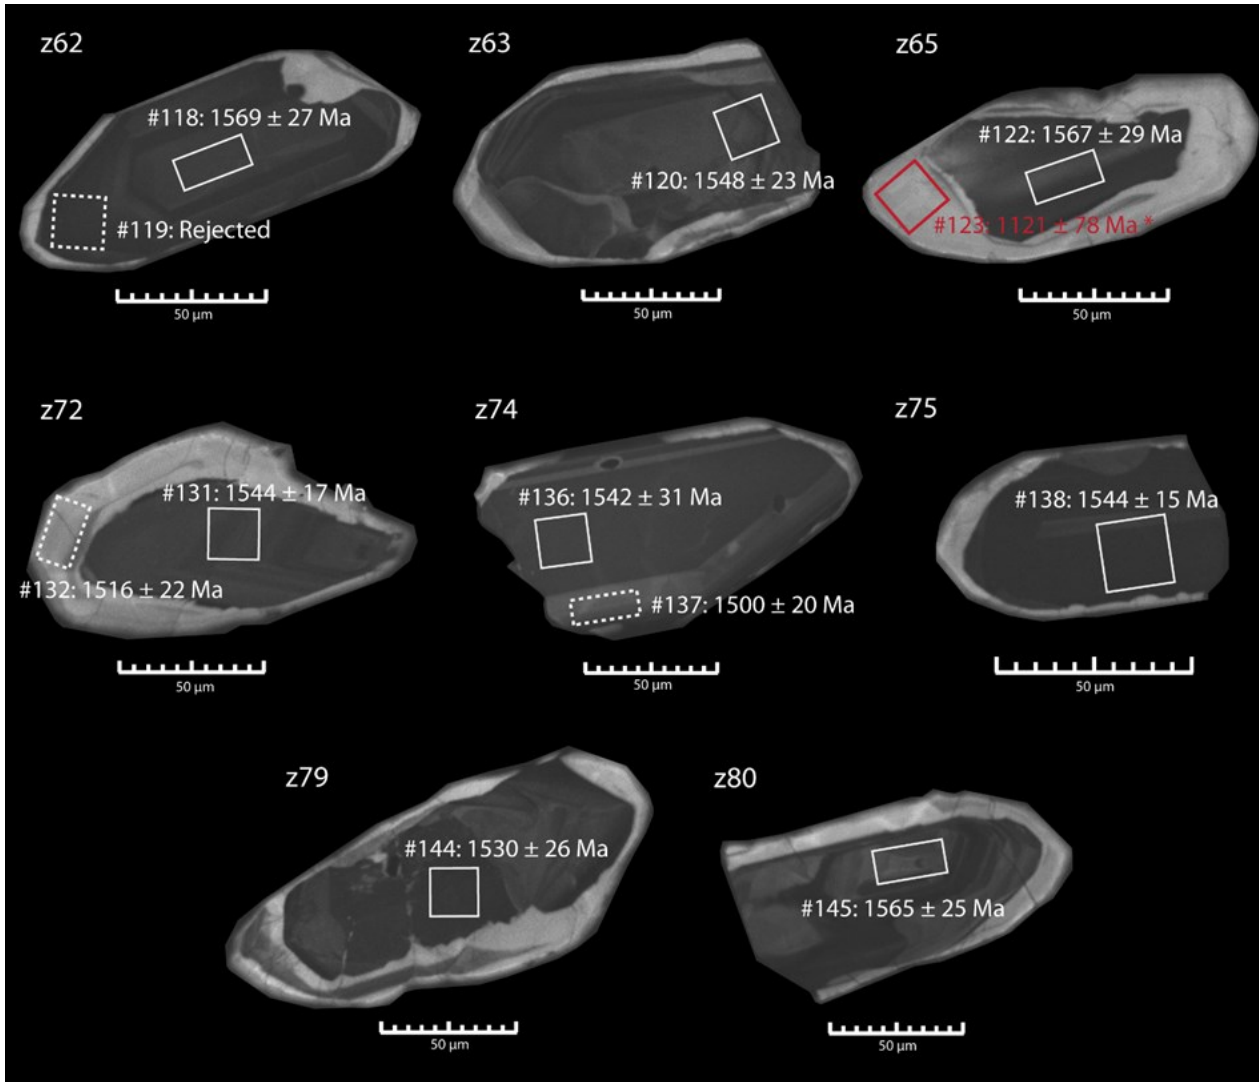 z62
z63
z65
#118: 1569 ± 27 Ma
#119: Rejected
#120: 1548 ± 23 Ma
#122: 1567 ± 29 Ma
#123: 1121 ± 78 Ma *
50 μm
50 μm
50 μm
z72
z74
z75
#131: 1544 ± 17 Ma
#132: 1516 ± 22 Ma
#136: 1542 ± 31 Ma
#137: 1500 ± 20 Ma
#138: 1544 ± 15 Ma
50 μm
50 μm
50 μm
z79
z80
#144: 1530 ± 26 Ma
#145: 1565 ± 25 Ma
50 μm
50 μm